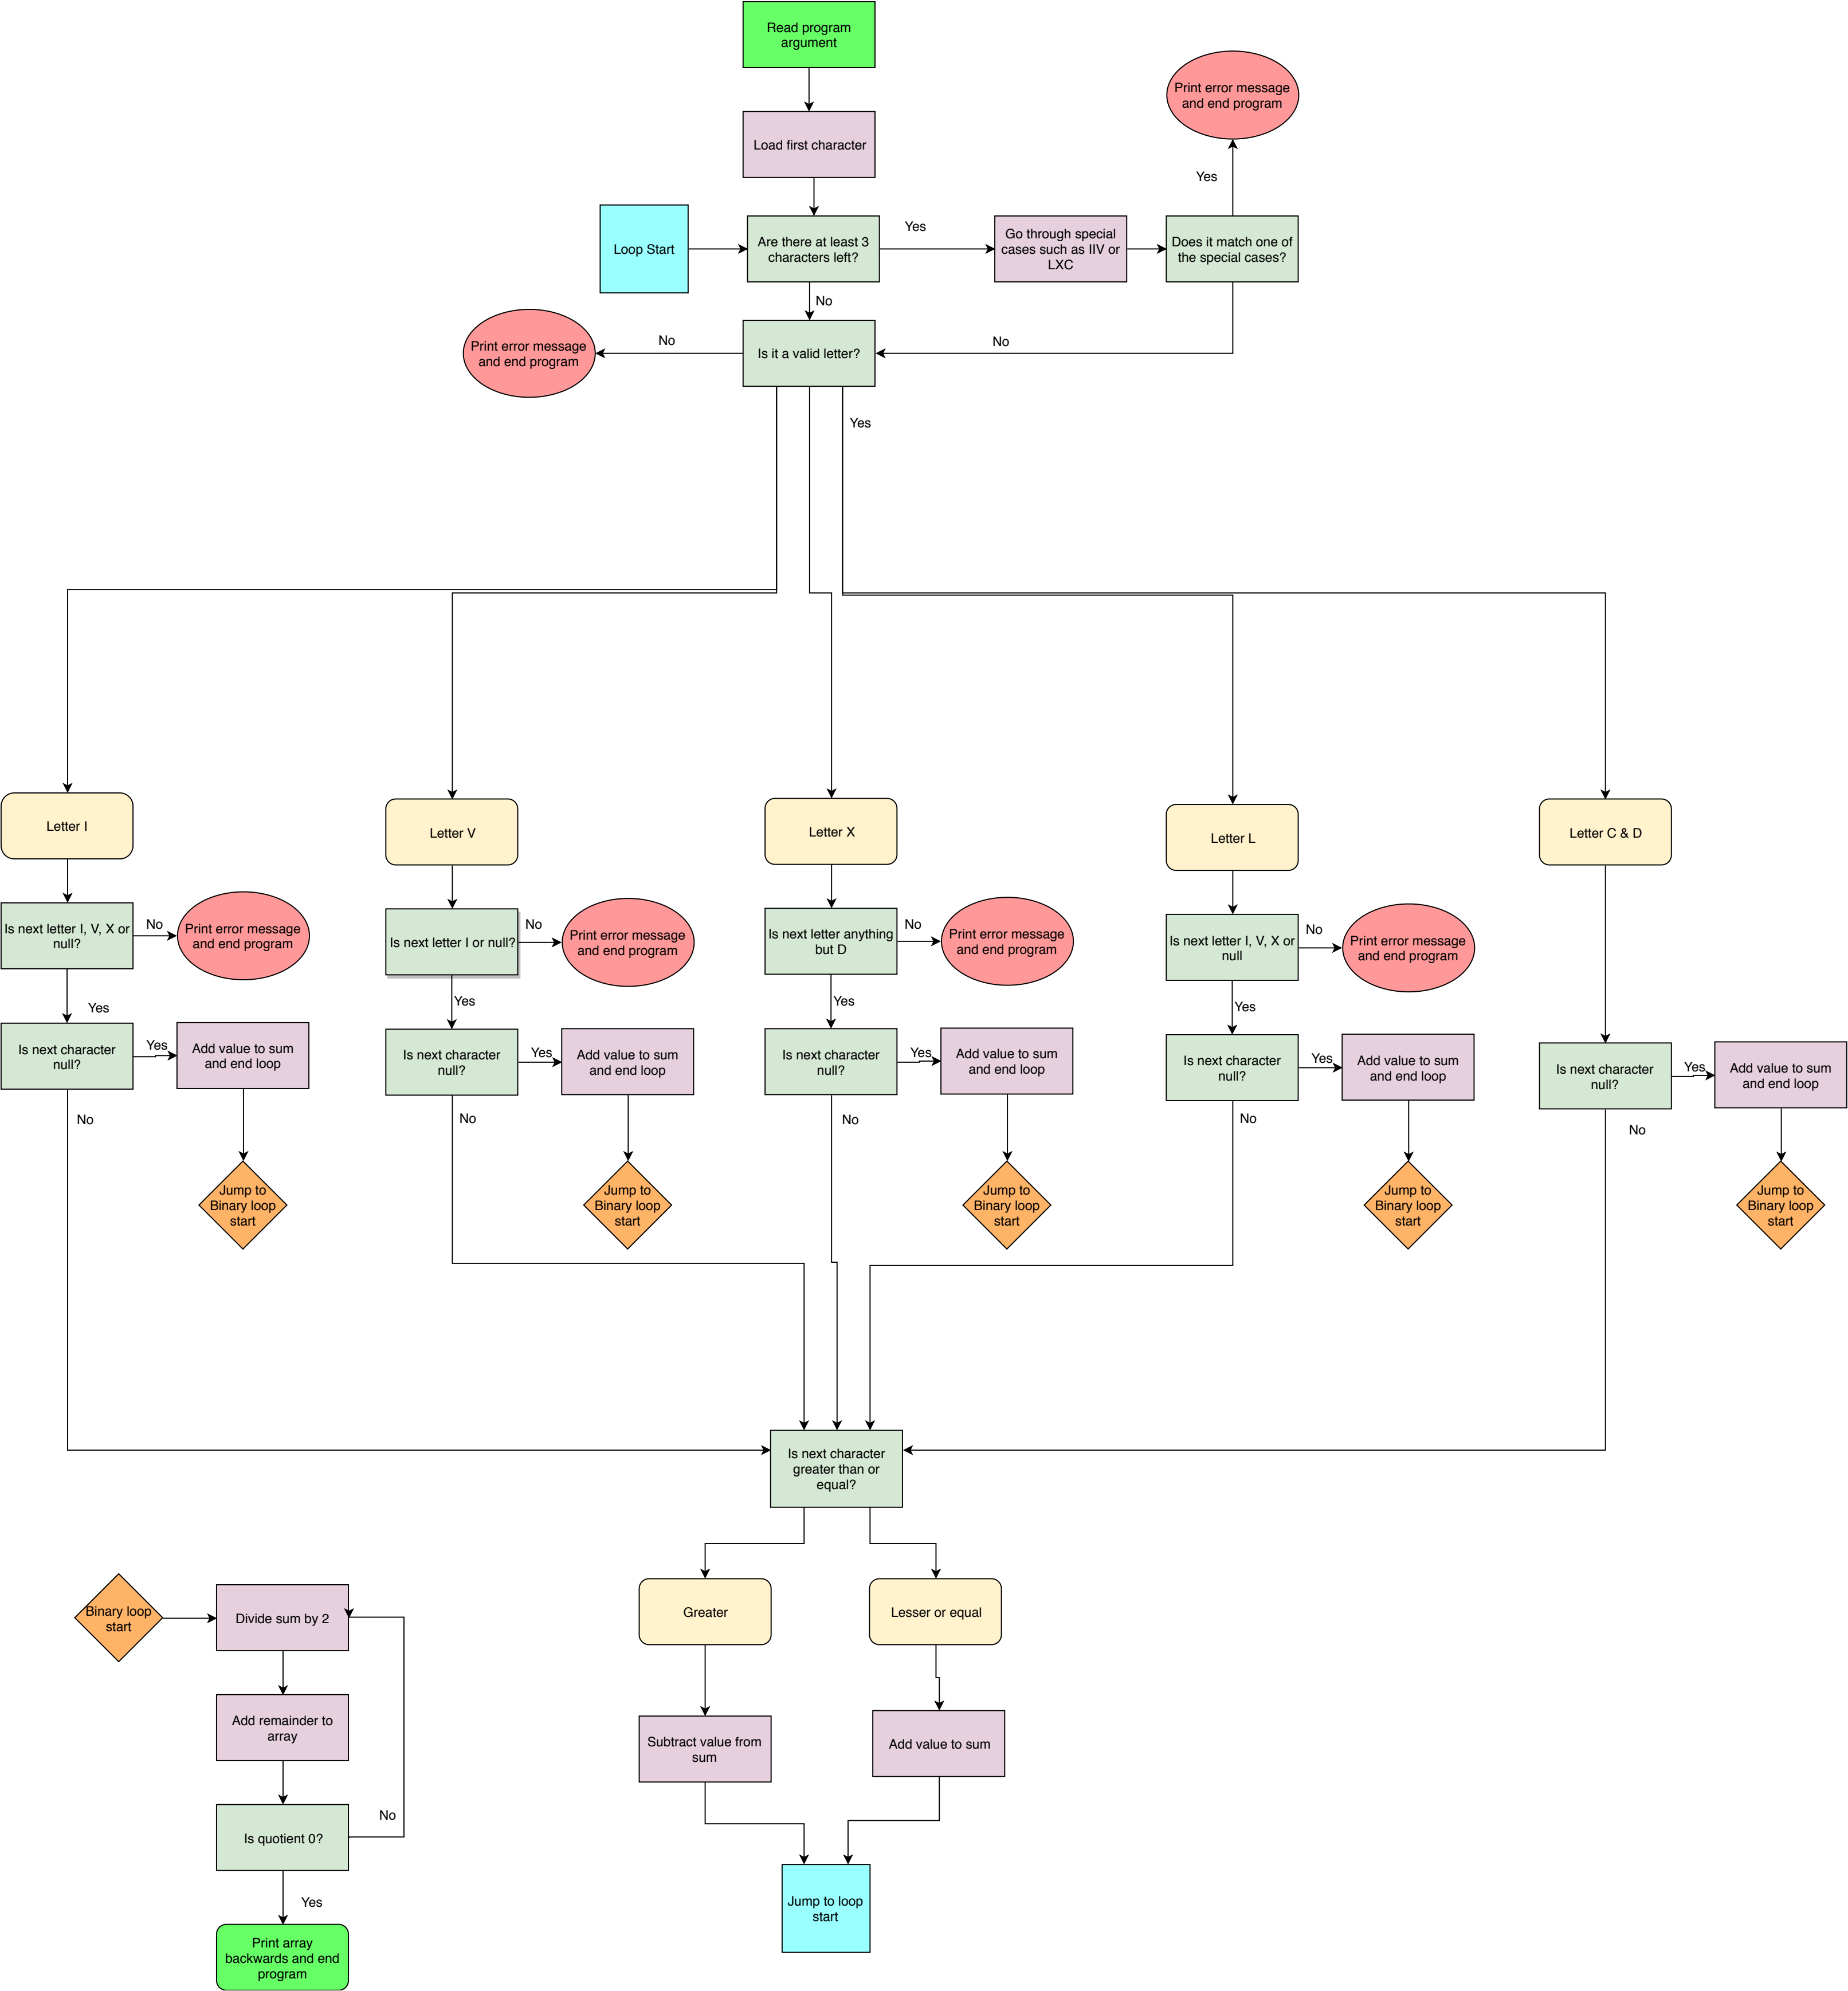 Read program
argument
Print error message
and end program
Load first character
Yes
Loop Start
Are there at least 3
characters left?
Yes
Go through special
cases such as IIV or
LXC
Does it match one of
the special cases?
No
Print error message
and end program
No
Is it a valid letter?
No
Yes
Letter I
Letter V
Letter X
Letter L
Letter C & D
Is next letter I, V, X or
null?
No
Print error message
and end program
Is next letter I or null?
No
Print error message
and end program
Is next letter anything
but D
No
Print error message
and end program
Is next letter I, V, X or
null
No
Print error message
and end program
Yes
Yes
Yes
Yes
Is next character
null?
Yes
Add value to sum
and end loop
Is next character
null?
Yes
Add value to sum
and end loop
Is next character
null?
Yes
Add value to sum
and end loop
Is next character
null?
Yes
Add value to sum
and end loop
Is next character
null?
Yes
Add value to sum
and end loop
No
No
No
No
No
Jump to
Binary loop
start
Jump to
Binary loop
start
Jump to
Binary loop
start
Jump to
Binary loop
start
Jump to
Binary loop
start
Is next character
greater than or
equal?
Greater
Lesser or equal
Subtract value from
sum
Add value to sum
Jump to loop
start
Binary loop
start
Divide sum by 2
Add remainder to
array
Is quotient 0?
No
Yes
Print array
backwards and end
program